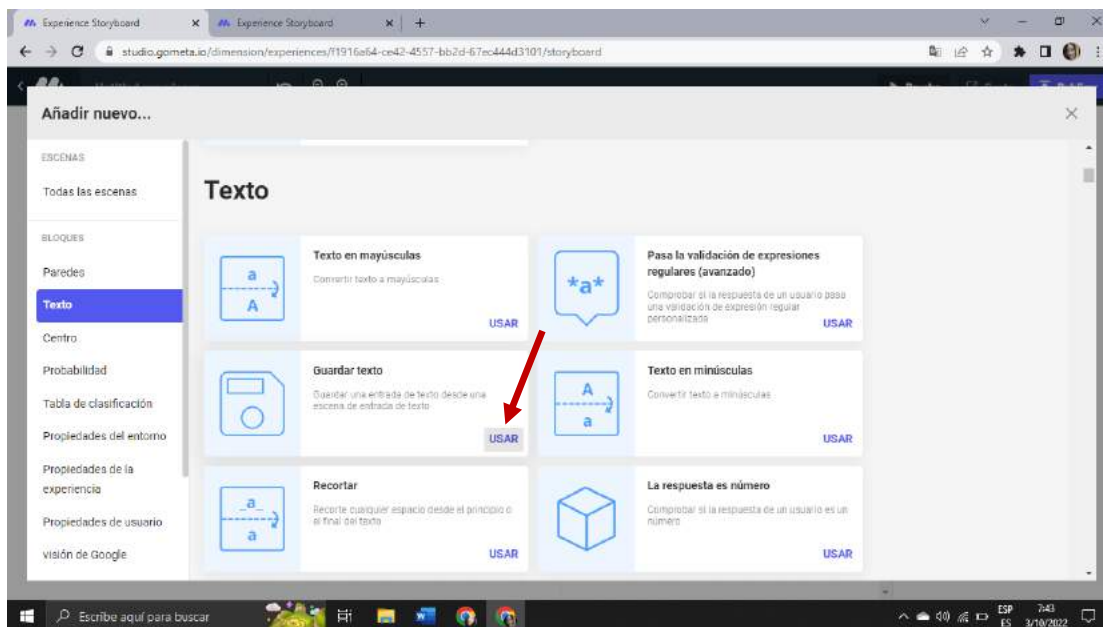 Experience Storyboard
Experience Storyboard
studio.gometa.io/dimension/experiences/f1916a64-ce42-4557-bb2d-67ec444d3101/storyboard
Añadir nuevo...
ESCENAS
Todas las escenas
BLOQUES
Paredes
Texto
Centro
Probabilidad
Tabla de clasificación
Propiedades del entorno
Propiedades de la
experiencia
Propiedades de usuario
visión de Google
Texto
a
A
Texto en mayúsculas
Convertir texto a mayúsculas
USAR
*a*
Pasa la validación de expresiones
regulares (avanzado)
Comprobar si la respuesta de un usuario pasa
una validación de expresión regular
personalizada
USAR
Guardar texto
Guardar una entrada de texto desde una
escena de entrada de texto
USAR
A
a
Texto en minúsculas
Convertir texto a minúsculas
USAR
_a_
a
Recortar
Recorte cualquier espacio desde el principio o
el final del texto
USAR
La respuesta es número
Comprobar si la respuesta de un usuario es un
número
USAR
Escribe aquí para buscar
ESP
ES
7:43
3/10/2022